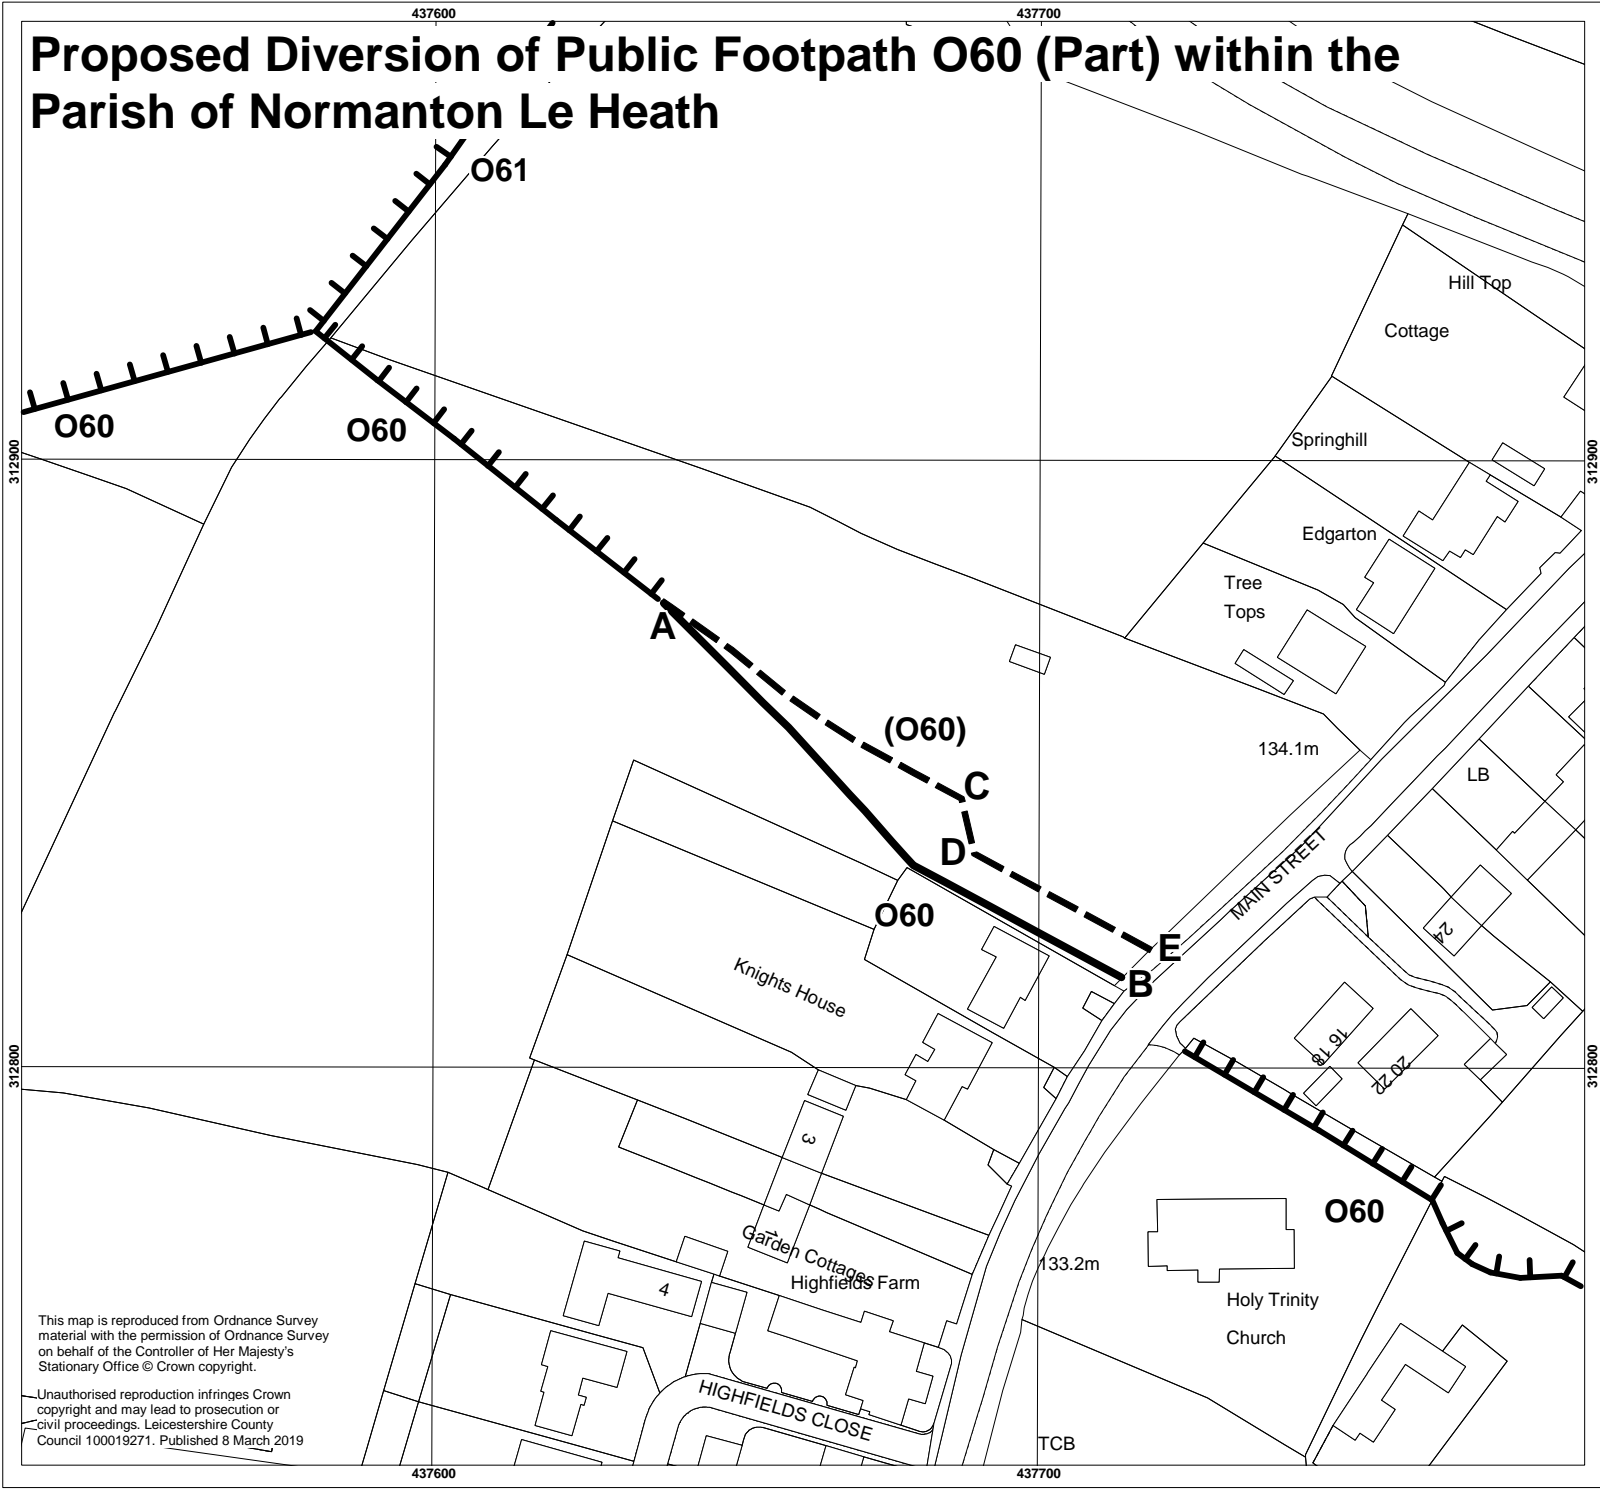 437600
437700
Proposed Diversion of Public Footpath O60 (Part) within the
Parish of Normanton Le Heath
O61
Hill Top
Cottage
O60
O60
312900
312900
Springhill
Edgarton
Tree
Tops
A
(O60)
134.1m
LB
C
D
MAIN STREET
O60
24
E
B
Knights House
16 18
20 22
312800
312800
3
O60
1
Garden Cottages
Highfields Farm
133.2m
4
Holy Trinity
Church
This map is reproduced from Ordnance Survey
material with the permission of Ordnance Survey
on behalf of the Controller of Her Majesty's
Stationary Office © Crown copyright.
Unauthorised reproduction infringes Crown
copyright and may lead to prosecution or
civil proceedings. Leicestershire County
Council 100019271. Published 8 March 2019
HIGHFIELDS CLOSE
TCB
437600
437700